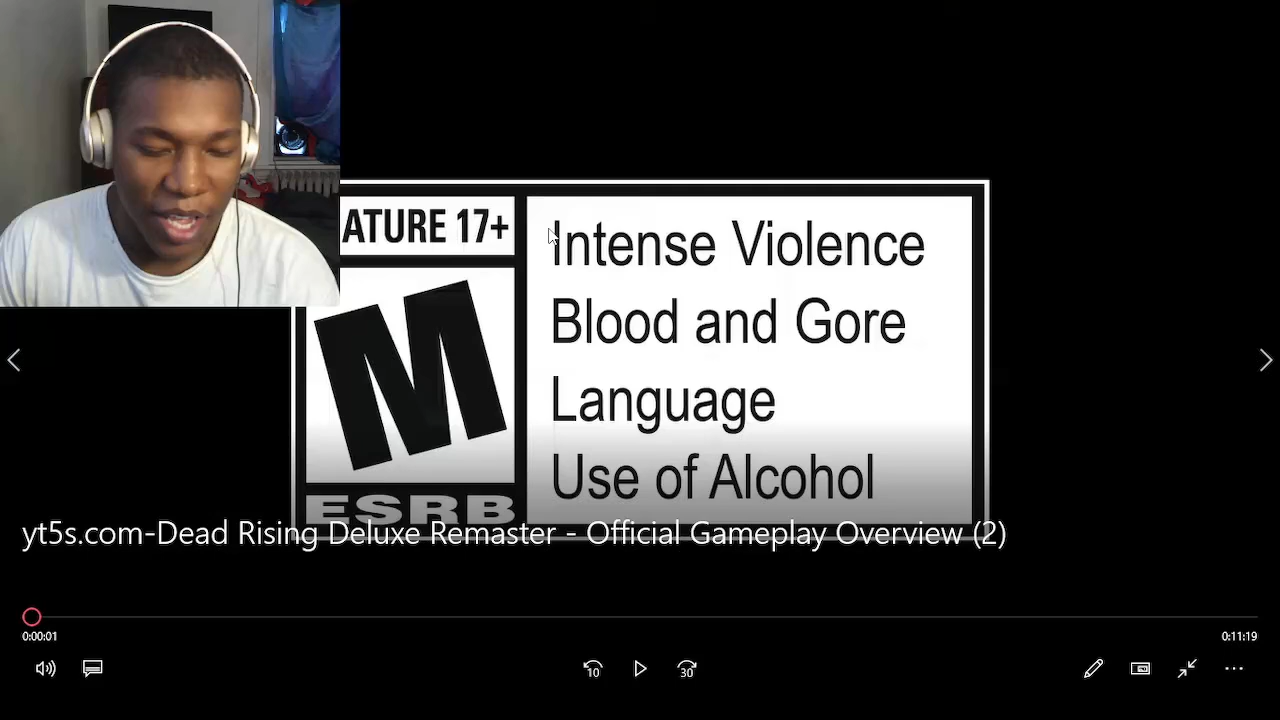 ATURE 17+
M
ESRB
Intense Violence
Blood and Gore
Language
Use of Alcohol
yt5s.com-Dead Rising Deluxe Remaster - Official Gameplay Overview (2)
0:00:01
0:11:19
10
30